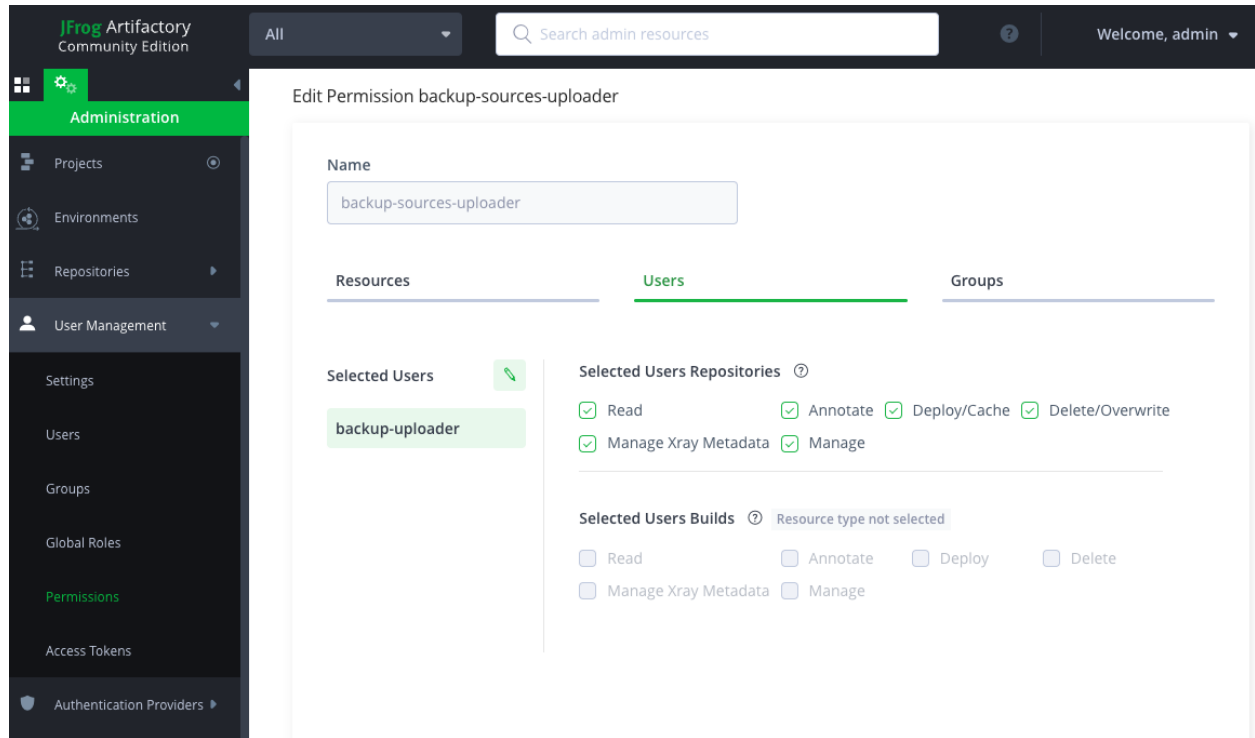 JFrog Artifactory
Community Edition
All
Search admin resources
Welcome, admin
Administration
Projects
Environments
Repositories
User Management
Settings
Users
Groups
Global Roles
Permissions
Access Tokens
Authentication Providers
Edit Permission backup-sources-uploader
Name
backup-sources-uploader
Resources
Users
Groups
Selected Users
backup-uploader
Selected Users Repositories ?
Read
Annotate
Deploy/Cache
Delete/Overwrite
Manage Xray Metadata
Manage
Selected Users Builds ?
Resource type not selected
Read
Annotate
Deploy
Delete
Manage Xray Metadata
Manage